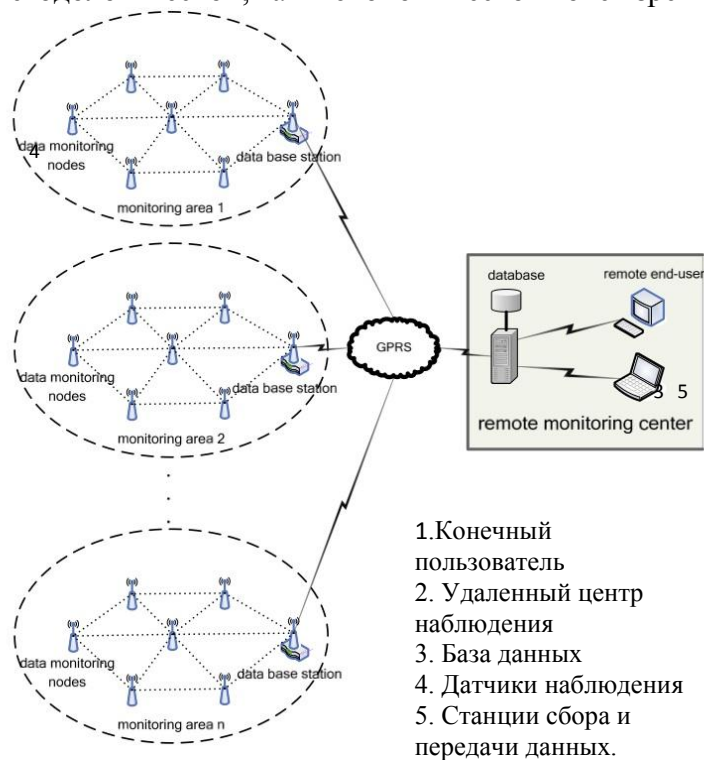 data monitoring
4
nodes
data base station
monitoring area 1
database
remote end-user
GPRS
data monitoring
nodes
data base station
monitoring area 2
3 5
remote monitoring center
data monitoring
nodes
data base station
monitoring area n
1.Конечный
пользователь
2. Удаленный центр
наблюдения
3. База данных
4. Датчики наблюдения
5. Станции сбора и
передачи данных.